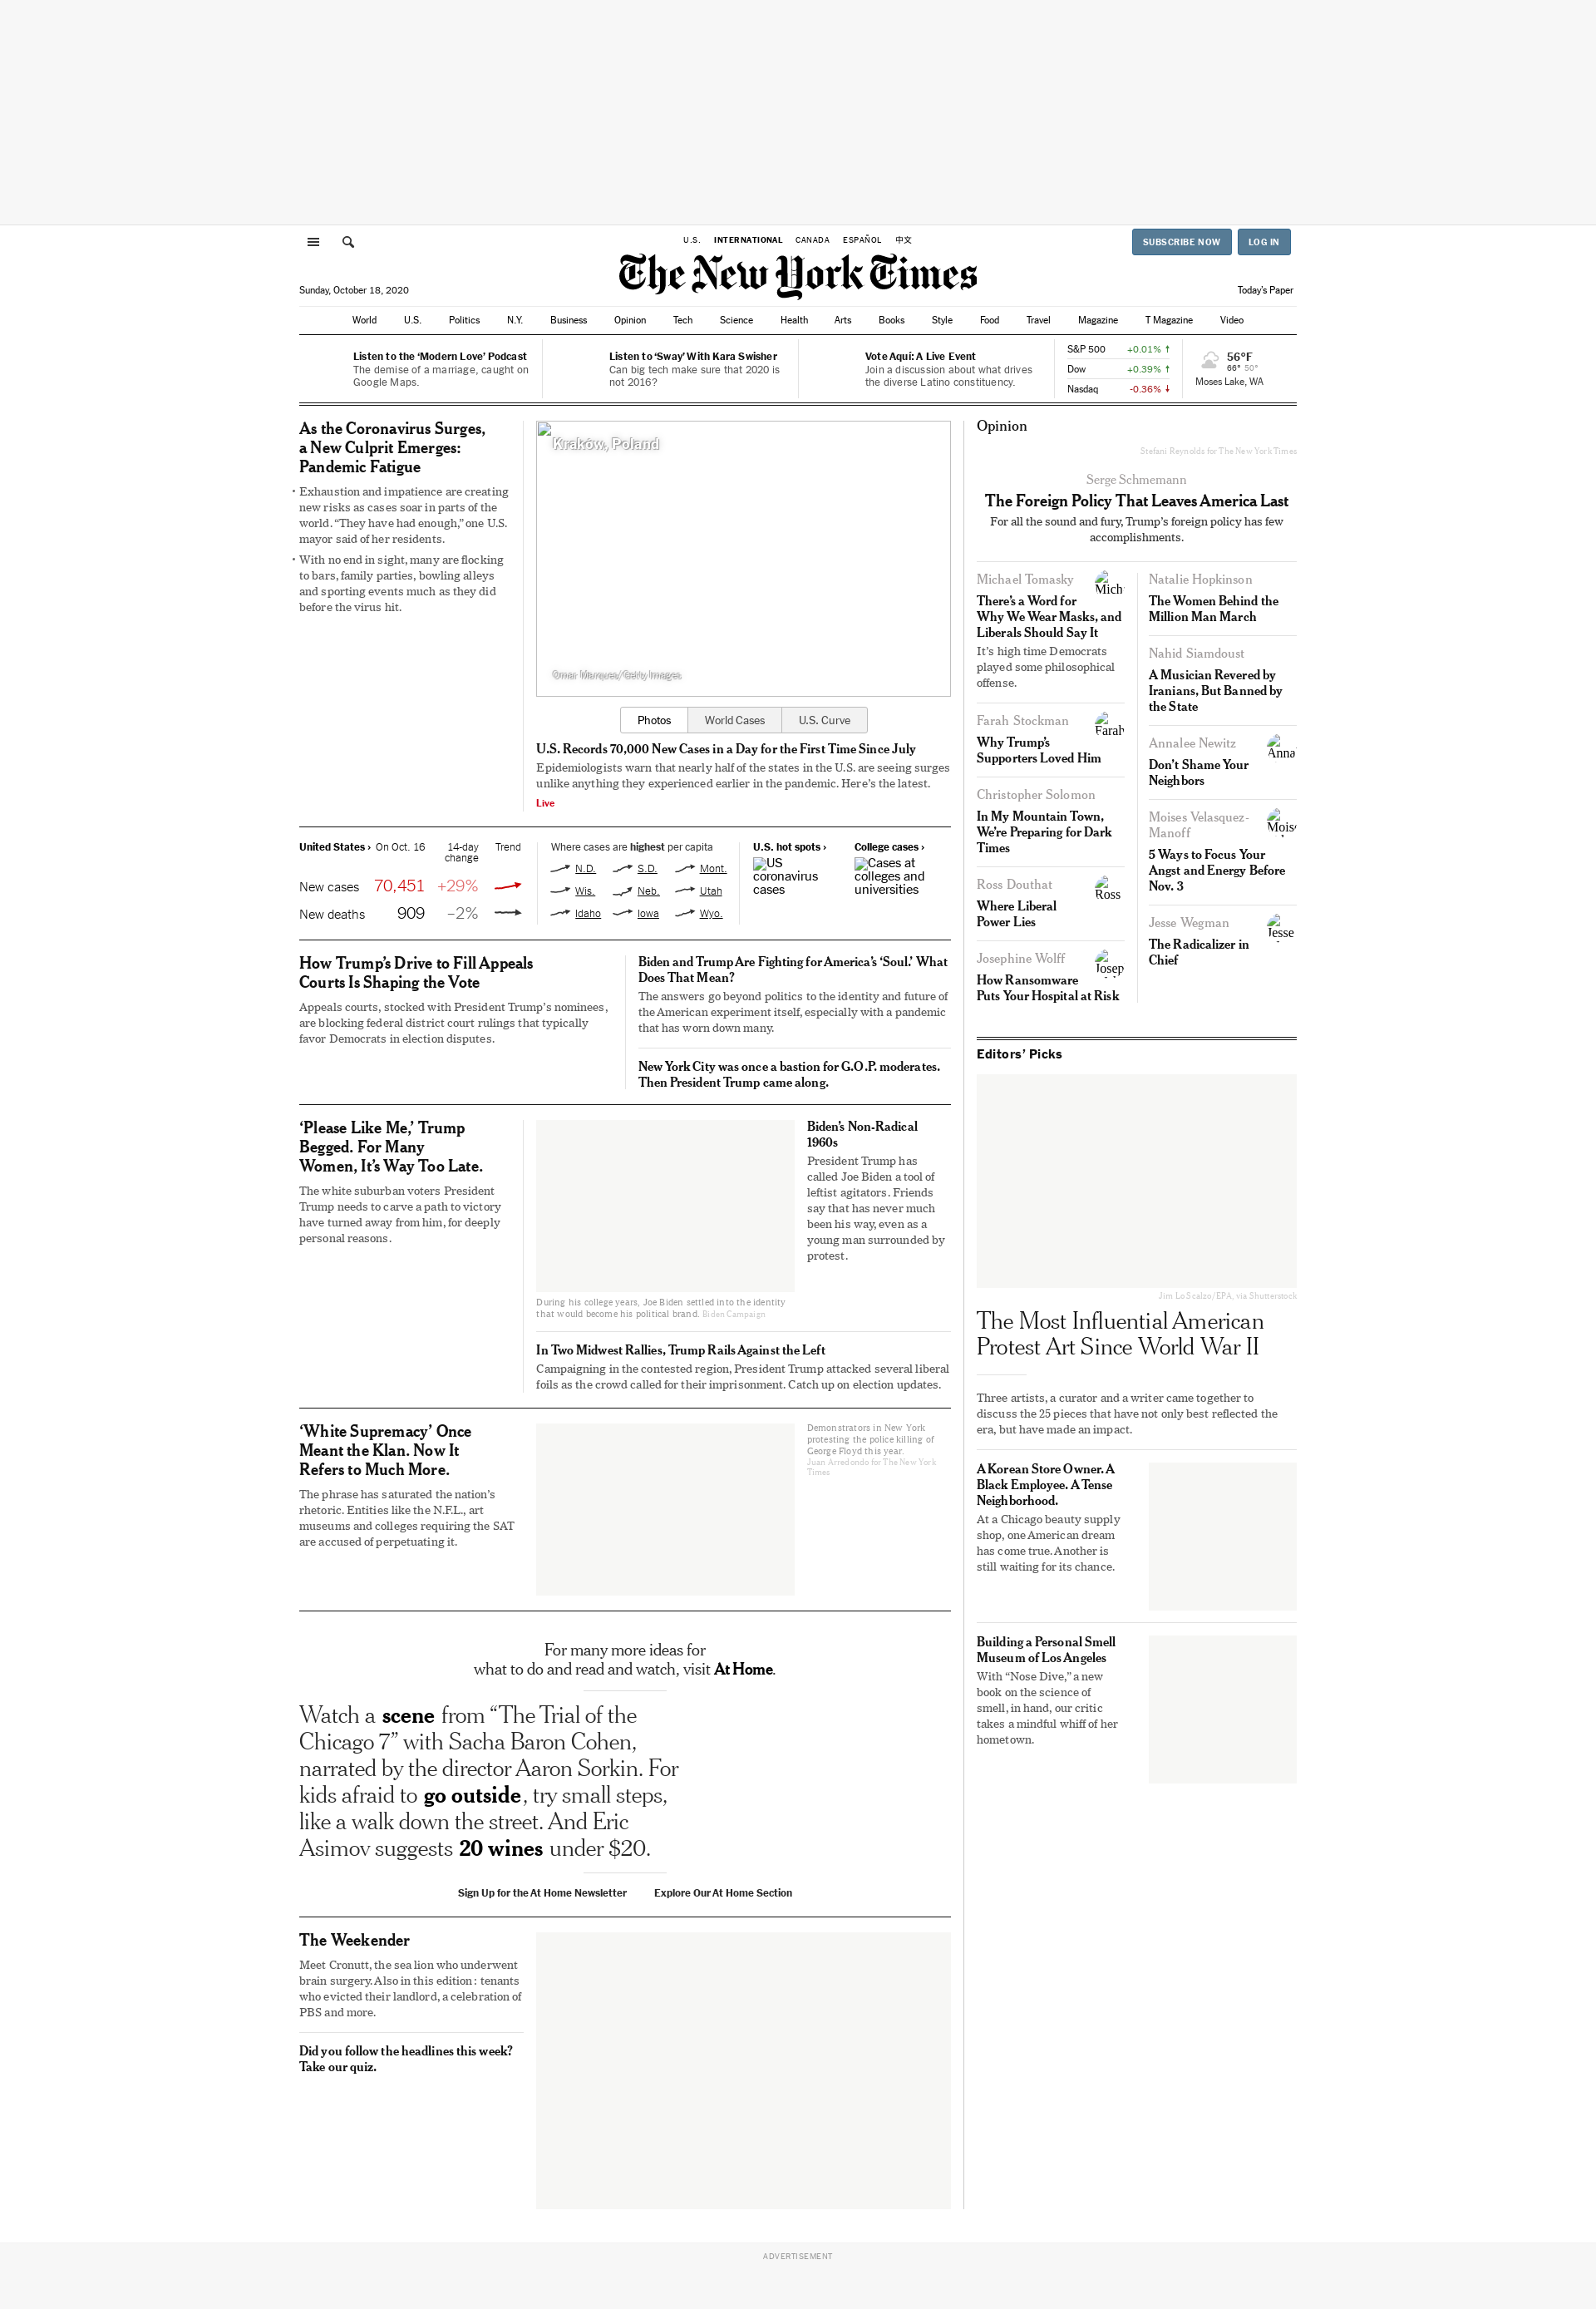 U.S.
INTERNATIONAL
CANADA
ESPAÑOL
中文
SUBSCRIBE NOW
LOG IN
The New York Times
Sunday, October 18, 2020
Today's Paper
World
U.S.
Politics
N.Y.
Business
Opinion
Tech
Science
Health
Arts
Books
Style
Food
Travel
Magazine
T Magazine
Video
Listen to the ‘Modern Love’ Podcast
The demise of a marriage, caught on
Google Maps.
Listen to ‘Sway’ With Kara Swisher
Can big tech make sure that 2020 is
not 2016?
Vote Aquí: A Live Event
Join a discussion about what drives
the diverse Latino constituency.
S&P 500 +0.01% ↑
Dow +0.39% ↑
Nasdaq -0.36% ↓
56°F
66° 50°
Moses Lake, WA
As the Coronavirus Surges,
a New Culprit Emerges:
Pandemic Fatigue
• Exhaustion and impatience are creating
new risks as cases soar in parts of the
world. “They have had enough,” one U.S.
mayor said of her residents.
• With no end in sight, many are flocking
to bars, family parties, bowling alleys
and sporting events much as they did
before the virus hit.
Kraków, Poland
Omar Marques/Getty Images
Photos
World Cases
U.S. Curve
U.S. Records 70,000 New Cases in a Day for the First Time Since July
Epidemiologists warn that nearly half of the states in the U.S. are seeing surges
unlike anything they experienced earlier in the pandemic. Here’s the latest.
Live
United States › On Oct. 16 14-day change Trend
New cases 70,451 +29%
New deaths 909 –2%
Where cases are highest per capita
N.D. S.D. Mont.
Wis. Neb. Utah
Idaho Iowa Wyo.
U.S. hot spots ›
US
coronavirus
cases
College cases ›
Cases at
colleges and
universities
How Trump’s Drive to Fill Appeals
Courts Is Shaping the Vote
Appeals courts, stocked with President Trump’s nominees,
are blocking federal district court rulings that typically
favor Democrats in election disputes.
Biden and Trump Are Fighting for America’s ‘Soul.’ What
Does That Mean?
The answers go beyond politics to the identity and future of
the American experiment itself, especially with a pandemic
that has worn down many.
New York City was once a bastion for G.O.P. moderates.
Then President Trump came along.
‘Please Like Me,’ Trump
Begged. For Many
Women, It’s Way Too Late.
The white suburban voters President
Trump needs to carve a path to victory
have turned away from him, for deeply
personal reasons.
During his college years, Joe Biden settled into the identity
that would become his political brand. Biden Campaign
Biden’s Non-Radical
1960s
President Trump has
called Joe Biden a tool of
leftist agitators. Friends
say that has never much
been his way, even as a
young man surrounded by
protest.
In Two Midwest Rallies, Trump Rails Against the Left
Campaigning in the contested region, President Trump attacked several liberal
foils as the crowd called for their imprisonment. Catch up on election updates.
‘White Supremacy’ Once
Meant the Klan. Now It
Refers to Much More.
The phrase has saturated the nation’s
rhetoric. Entities like the N.F.L., art
museums and colleges requiring the SAT
are accused of perpetuating it.
Demonstrators in New York
protesting the police killing of
George Floyd this year.
Juan Arredondo for The New York
Times
For many more ideas for
what to do and read and watch, visit At Home.
Watch a scene from “The Trial of the
Chicago 7” with Sacha Baron Cohen,
narrated by the director Aaron Sorkin. For
kids afraid to go outside, try small steps,
like a walk down the street. And Eric
Asimov suggests 20 wines under $20.
Sign Up for the At Home Newsletter
Explore Our At Home Section
The Weekender
Meet Cronutt, the sea lion who underwent
brain surgery. Also in this edition: tenants
who evicted their landlord, a celebration of
PBS and more.
Did you follow the headlines this week?
Take our quiz.
Opinion
Stefani Reynolds for The New York Times
Serge Schmemann
The Foreign Policy That Leaves America Last
For all the sound and fury, Trump’s foreign policy has few
accomplishments.
Michael Tomasky
Mich
There’s a Word for
Why We Wear Masks, and
Liberals Should Say It
It’s high time Democrats
played some philosophical
offense.
Farah Stockman
Farah
Why Trump’s
Supporters Loved Him
Christopher Solomon
In My Mountain Town,
We’re Preparing for Dark
Times
Ross Douthat
Ross
Where Liberal
Power Lies
Josephine Wolff
Josep
How Ransomware
Puts Your Hospital at Risk
Natalie Hopkinson
The Women Behind the
Million Man March
Nahid Siamdoust
A Musician Revered by
Iranians, But Banned by
the State
Annalee Newitz
Anna
Don’t Shame Your
Neighbors
Moises Velasquez-
Manoff
Moise
5 Ways to Focus Your
Angst and Energy Before
Nov. 3
Jesse Wegman
Jesse
The Radicalizer in
Chief
Editors’ Picks
Jim LoScalzo/EPA, via Shutterstock
The Most Influential American
Protest Art Since World War II
Three artists, a curator and a writer came together to
discuss the 25 pieces that have not only best reflected the
era, but have made an impact.
A Korean Store Owner. A
Black Employee. A Tense
Neighborhood.
At a Chicago beauty supply
shop, one American dream
has come true. Another is
still waiting for its chance.
Building a Personal Smell
Museum of Los Angeles
With “Nose Dive,” a new
book on the science of
smell, in hand, our critic
takes a mindful whiff of her
hometown.
ADVERTISEMENT